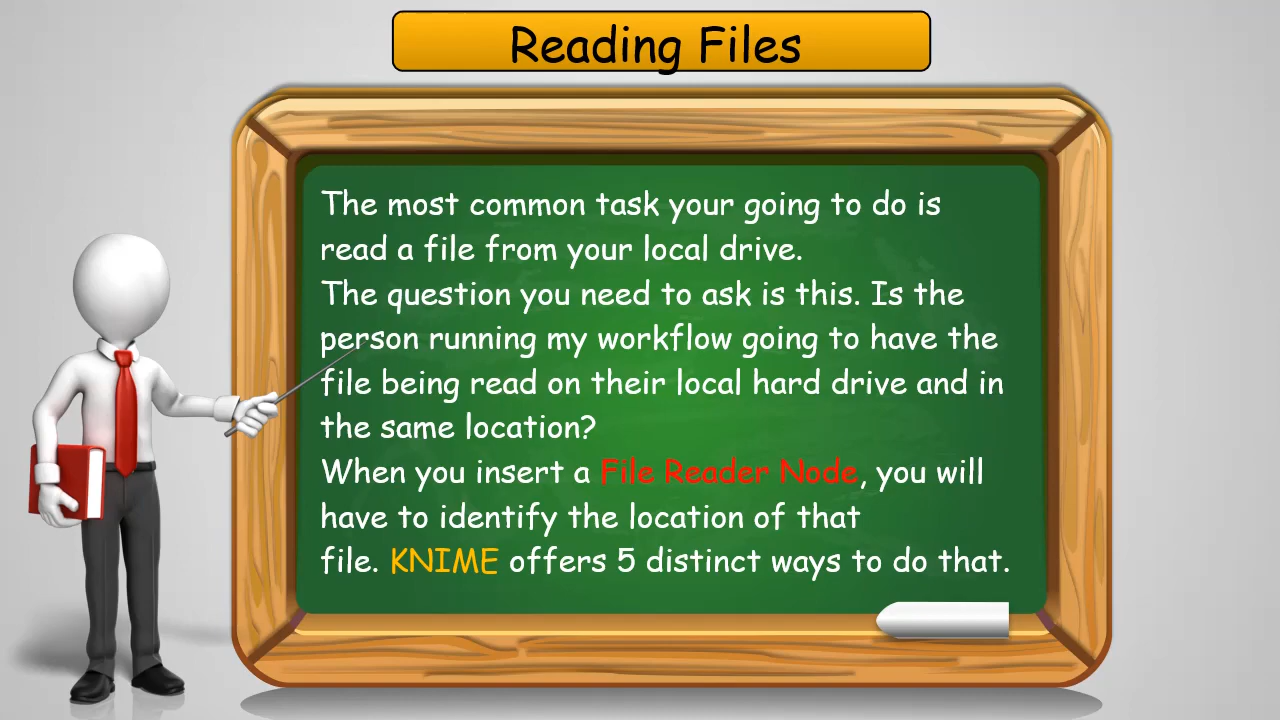 Reading Files
The most common task your going to do is
read a file from your local drive.
The question you need to ask is this. Is the
person running my workflow going to have the
file being read on their local hard drive and in
the same location?
When you insert a File Reader Node, you will
have to identify the location of that
file. KNIME offers 5 distinct ways to do that.